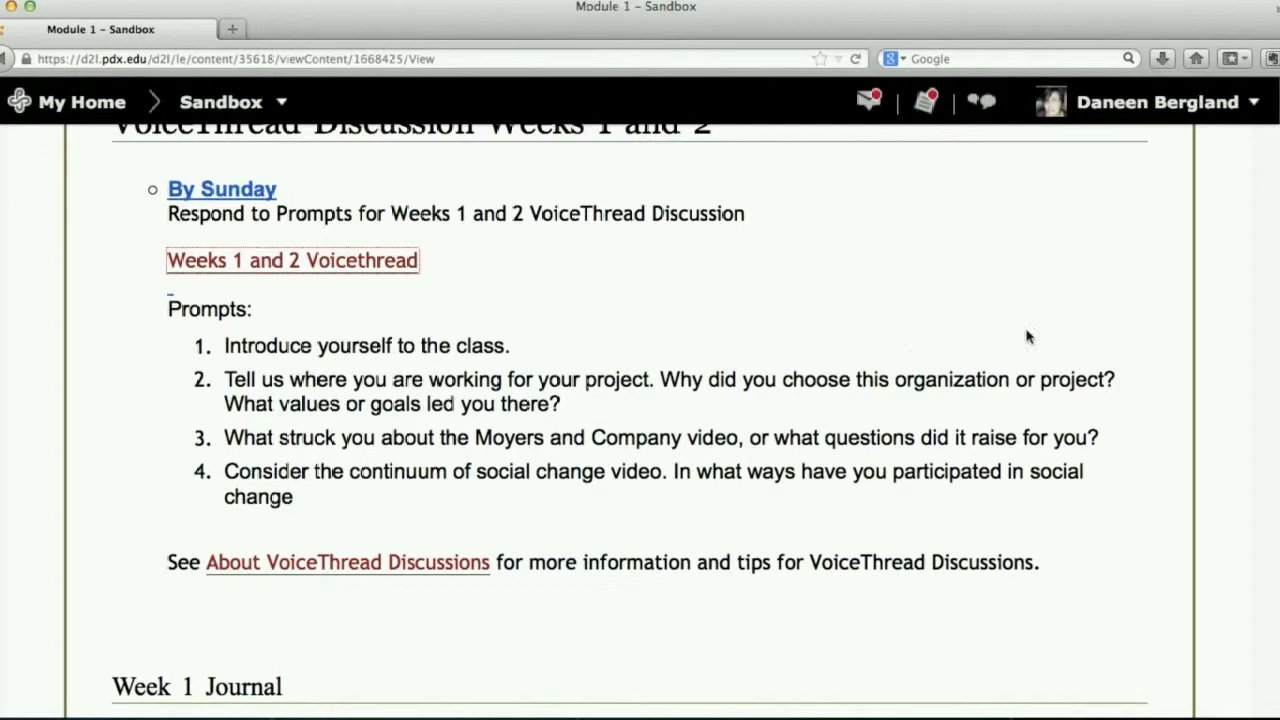 Module 1 – Sandbox
Module 1 – Sandbox
https://d2l.pdx.edu/d2l/le/content/35618/viewContent/1668425/View
Google
My Home
Sandbox
Daneen Bergland
VoiceThread Discussion Weeks 1 and 2
By Sunday
Respond to Prompts for Weeks 1 and 2 VoiceThread Discussion
Weeks 1 and 2 Voicethread
Prompts:
1. Introduce yourself to the class.
2. Tell us where you are working for your project. Why did you choose this organization or project?
What values or goals led you there?
3. What struck you about the Moyers and Company video, or what questions did it raise for you?
4. Consider the continuum of social change video. In what ways have you participated in social
change
See About VoiceThread Discussions for more information and tips for VoiceThread Discussions.
Week 1 Journal